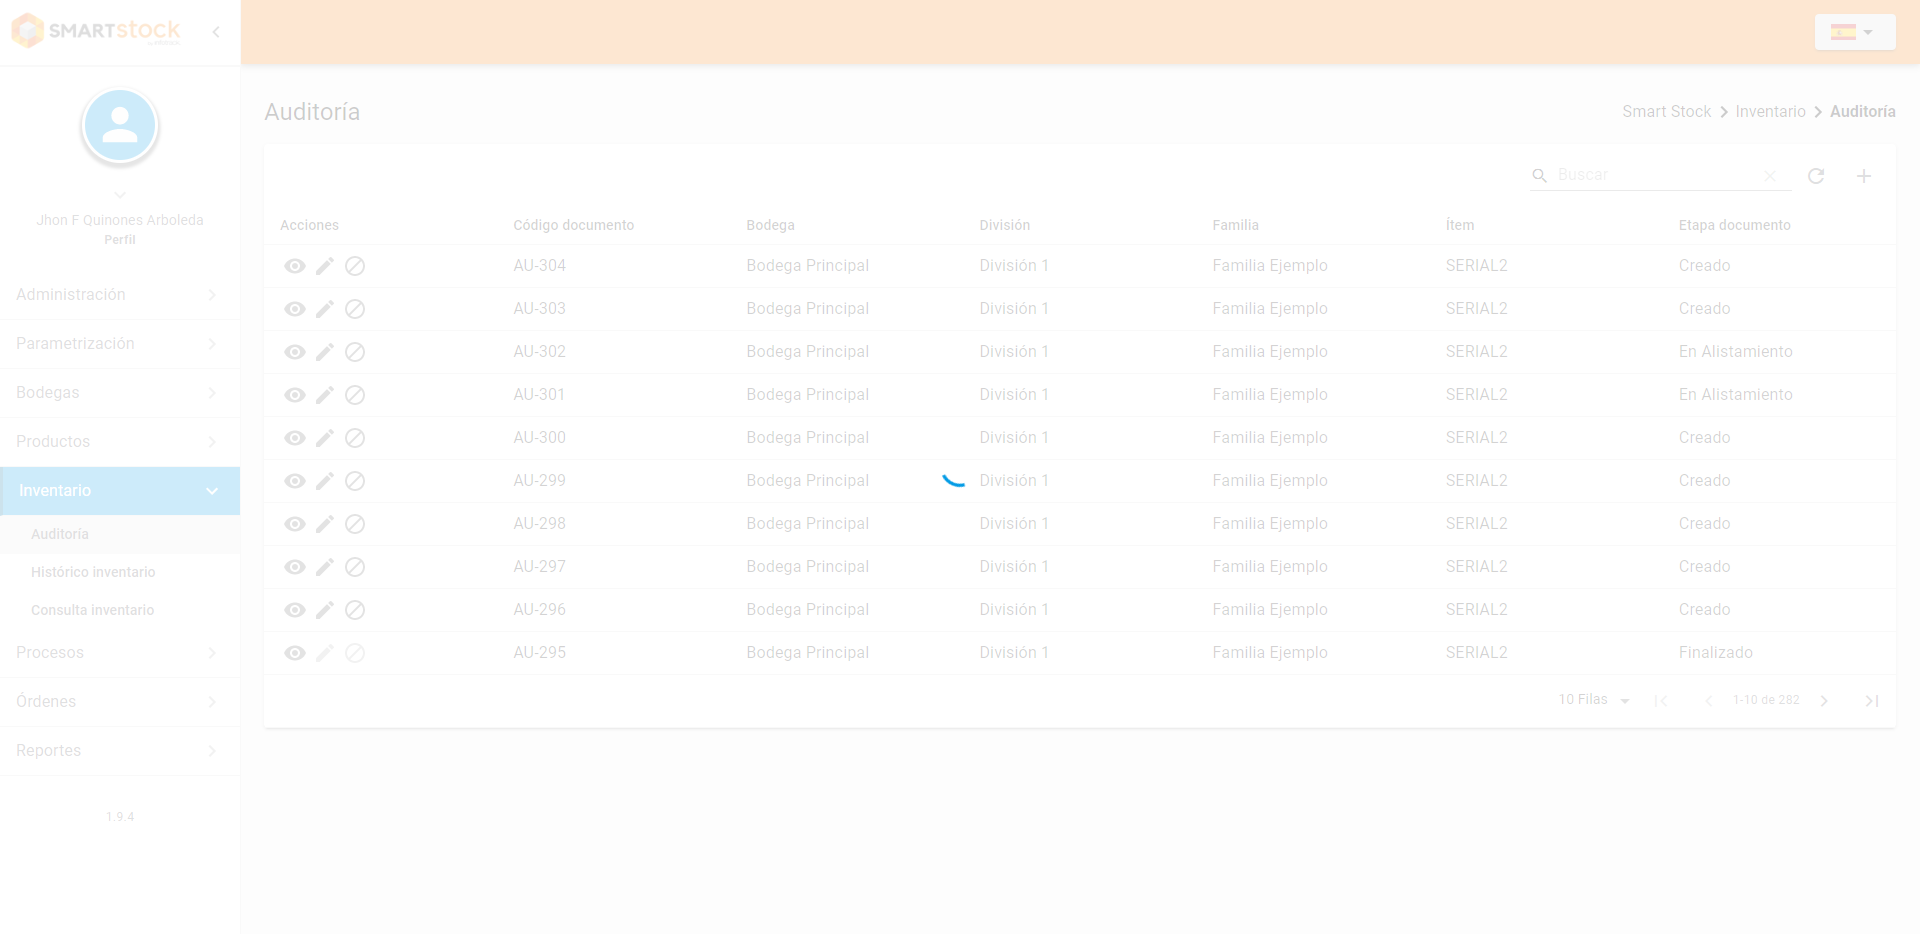 SMARTstock
Jhon F Quinones Arboleda
Perfil
Administración
Parametrización
Bodegas
Productos
Inventario
Auditoría
Histórico inventario
Consulta inventario
Procesos
Órdenes
Reportes
1.9.4
Auditoría
Smart Stock Inventario Auditoría
Buscar
Acciones Código documento Bodega División Familia Ítem Etapa documento
AU-304 Bodega Principal División 1 Familia Ejemplo SERIAL2 Creado
AU-303 Bodega Principal División 1 Familia Ejemplo SERIAL2 Creado
AU-302 Bodega Principal División 1 Familia Ejemplo SERIAL2 En Alistamiento
AU-301 Bodega Principal División 1 Familia Ejemplo SERIAL2 En Alistamiento
AU-300 Bodega Principal División 1 Familia Ejemplo SERIAL2 Creado
AU-299 Bodega Principal División 1 Familia Ejemplo SERIAL2 Creado
AU-298 Bodega Principal División 1 Familia Ejemplo SERIAL2 Creado
AU-297 Bodega Principal División 1 Familia Ejemplo SERIAL2 Creado
AU-296 Bodega Principal División 1 Familia Ejemplo SERIAL2 Creado
AU-295 Bodega Principal División 1 Familia Ejemplo SERIAL2 Finalizado
10 Filas 1-10 de 282